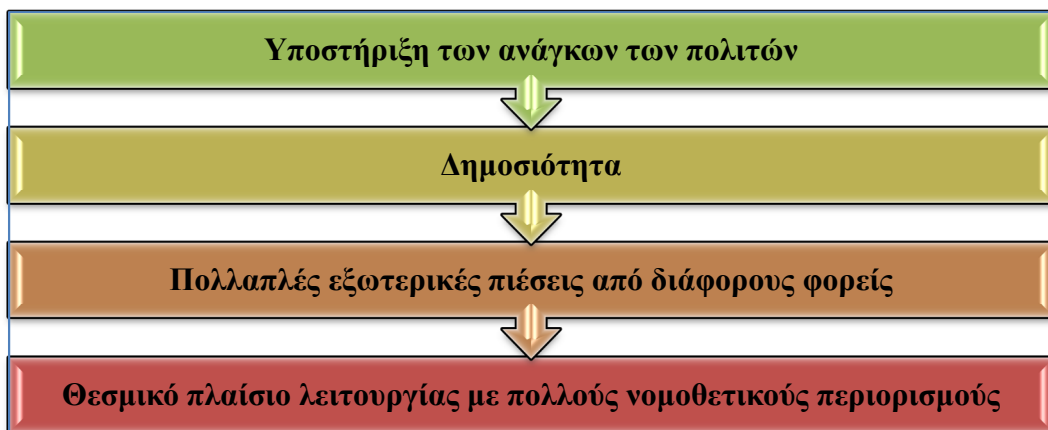 Υποστήριξη των ανάγκων των πολιτών
Δημοσιότητα
Πολλαπλές εξωτερικές πιέσεις από διάφορους φορείς
Θεσμικό πλαίσιο λειτουργίας με πολλούς νομοθετικούς περιορισμούς